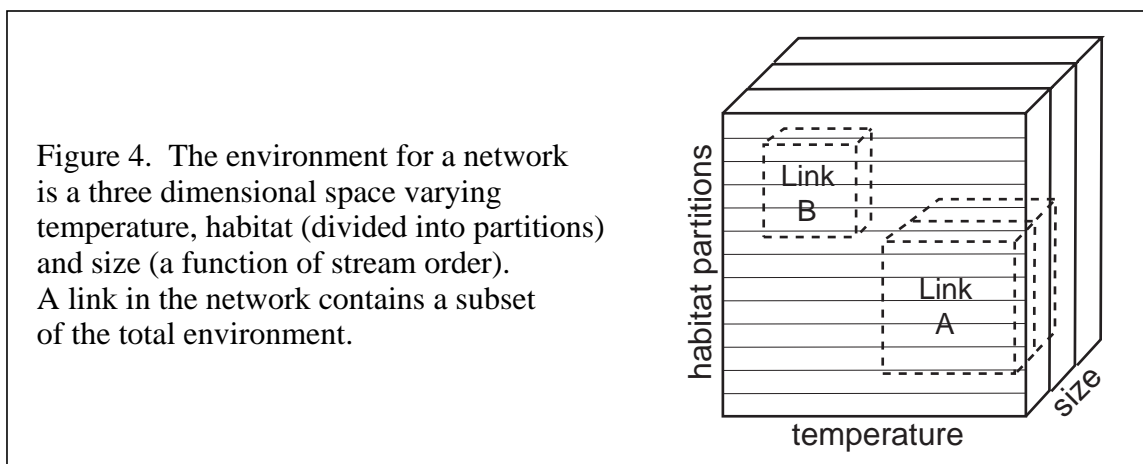 Figure 4.  The environment for a network
is a three dimensional space varying
temperature, habitat (divided into partitions)
and size (a function of stream order).
A link in the network contains a subset
of the total environment.
habitat partitions
Link
B
Link
A
size
temperature